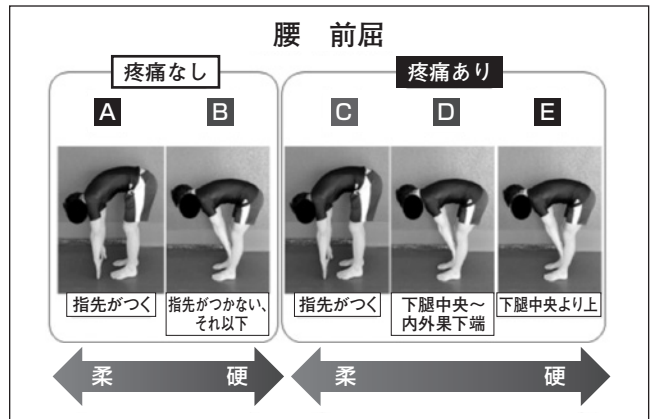 腰 前屈
疼痛なし
疼痛あり
A
B
C
D
E
指先がつく
指先がつかない、
それ以下
指先がつく
下腿中央～
内外果下端
下腿中央より上
柔
硬
柔
硬